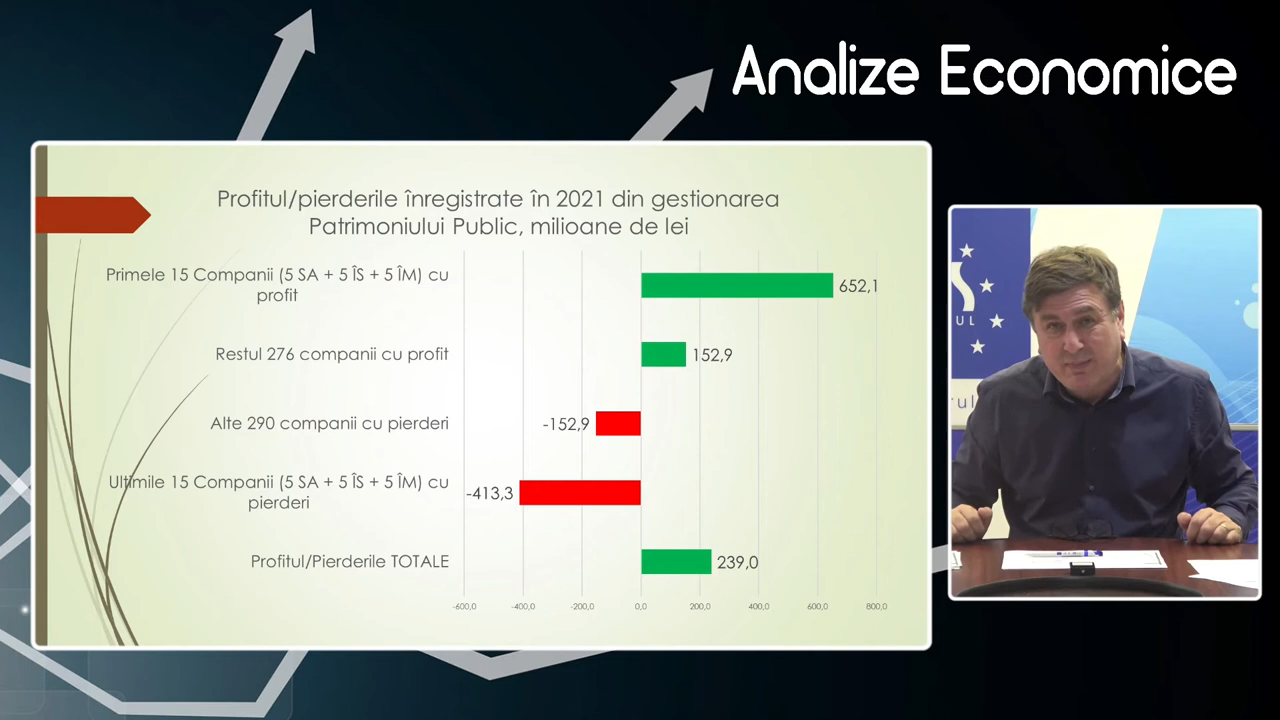 Analize Economice
Profitul/pierderile înregistrate în 2021 din gestionarea
Patrimoniului Public, milioane de lei
Primele 15 Companii (5 SA + 5 ÎS + 5 ÎM) cu
profit
652,1
Restul 276 companii cu profit
152,9
Alte 290 companii cu pierderi
-152,9
Ultimile 15 Companii (5 SA + 5 ÎS + 5 ÎM) cu
pierderi
-413,3
Profitul/Pierderile TOTALE
239,0
-600,0 -400,0 -200,0 0,0 200,0 400,0 600,0 800,0